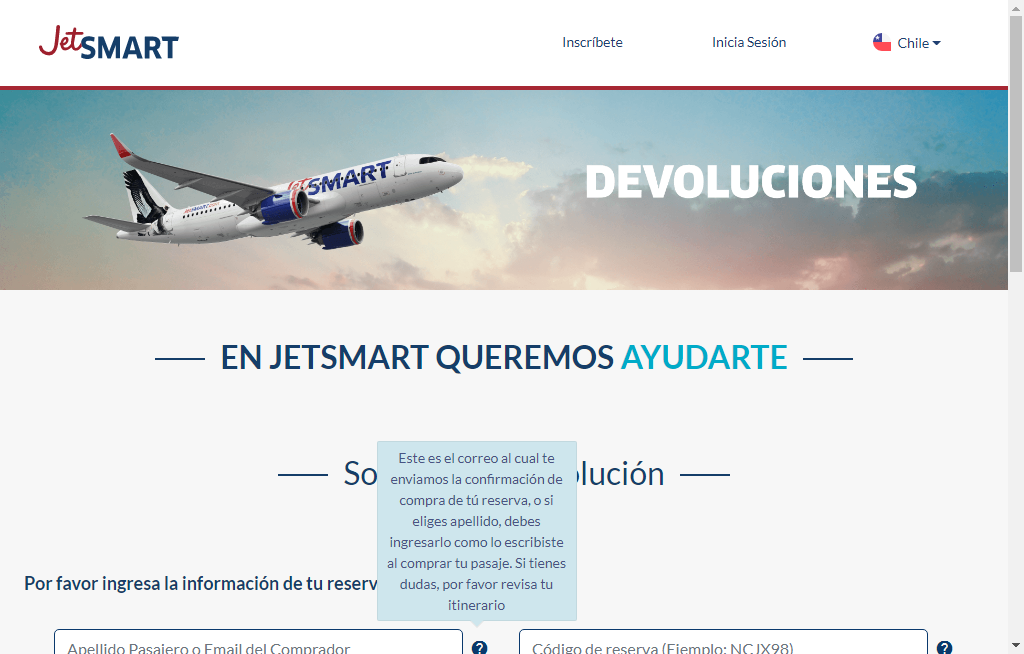 JetSMART
Inscríbete
Inicia Sesión
Chile
JetSMART
DEVOLUCIONES
EN JETSMART QUEREMOS AYUDARTE
So lución
Este es el correo al cual te
enviamos la confirmación de
compra de tú reserva, o si
eliges apellido, debes
ingresarlo como lo escribiste
al comprar tu pasaje. Si tienes
dudas, por favor revisa tu
itinerario
Por favor ingresa la información de tu reserv
Apellido Pasajero o Email del Comprador
?
Código de reserva (Ejemplo: NCJX98)
?